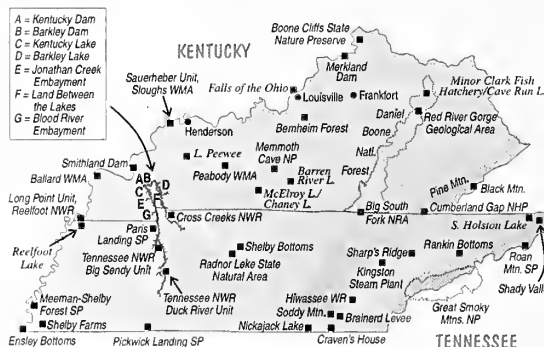 A = Kentucky Dam
B = Barkley Dam
C = Kentucky Lake
D = Barkley Lake
E = Jonathan Creek
Embayment
F = Land Between
the Lakes
G = Blood River
Embayment
KENTUCKY
Boone Cliffs State
Nature Preserve
Merkland
Dam
Sauerheber Unit,
Sloughs WMA
Falls of the Ohio
Louisville
Frankfort
Minor Clark Fish
Hatchery/Cave Run L.
Henderson
Bernheim Forest
Daniel
Boone
Natl.
Forest
Red River Gorge
Geological Area
L. Peewee
Memmoth
Cave NP
Smithland Dam
Peabody WMA
Barren
River L.
Ballard WMA
A
B
C
D
E
F
G
McElroy L./
Chaney L.
Pine Mtn.
Black Mtn.
Long Point Unit,
Reelfoot NWR
Cross Creeks NWR
Big South
Fork NRA
Cumberland Gap NHP
S. Holston Lake
Reelfoot
Lake
Paris
Landing SP
Shelby Bottoms
Sharp's Ridge
Rankin Bottoms
Roan
Mtn. SP
Shady Vall
Tennessee NWR
Big Sendy Unit
Radnor Lake State
Natural Area
Kingston
Steam Plant
Meeman-Shelby
Forest SP
Tennessee NWR
Duck River Unit
Hiwassee WR
Great Smoky
Mtns. NP
Soddy Mtn.
Shelby Farms
Brainerd Levee
Ensley Bottoms
Pickwick Landing SP
Nickajack Lake
Craven's House
TENNESSEE